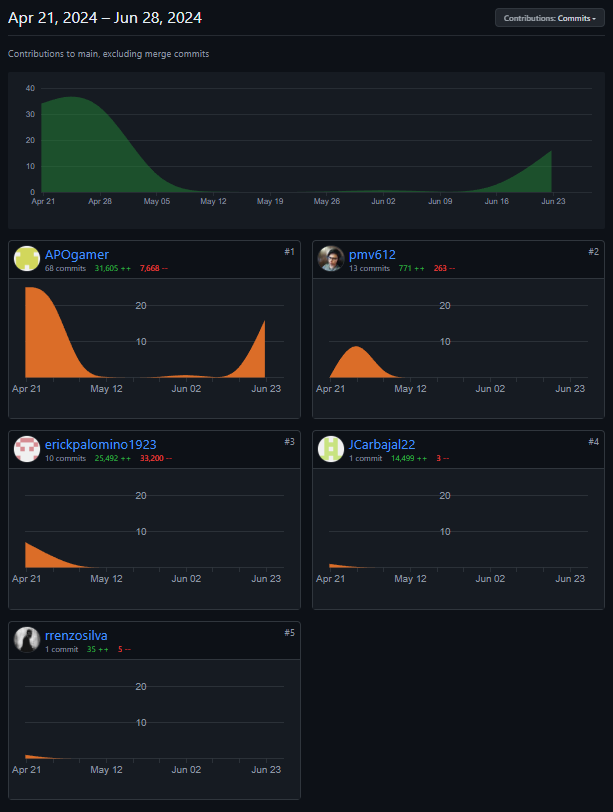 Apr 21, 2024 – Jun 28, 2024
Contributions: Commits
Contributions to main, excluding merge commits
40
30
20
10
0
Apr 21 Apr 28 May 05 May 12 May 19 May 26 Jun 02 Jun 09 Jun 16 Jun 23
APOgamer #1
68 commits 31,605 ++ 7,668 --
20
10
Apr 21 May 12 Jun 02 Jun 23
pmv612 #2
13 commits 771 ++ 263 --
20
10
Apr 21 May 12 Jun 02 Jun 23
erickpalomino1923 #3
10 commits 25,492 ++ 33,200 --
20
10
Apr 21 May 12 Jun 02 Jun 23
JCarbajal22 #4
1 commit 14,499 ++ 3 --
20
10
Apr 21 May 12 Jun 02 Jun 23
rrenzosilva #5
1 commit 35 ++ 5 --
20
10
Apr 21 May 12 Jun 02 Jun 23